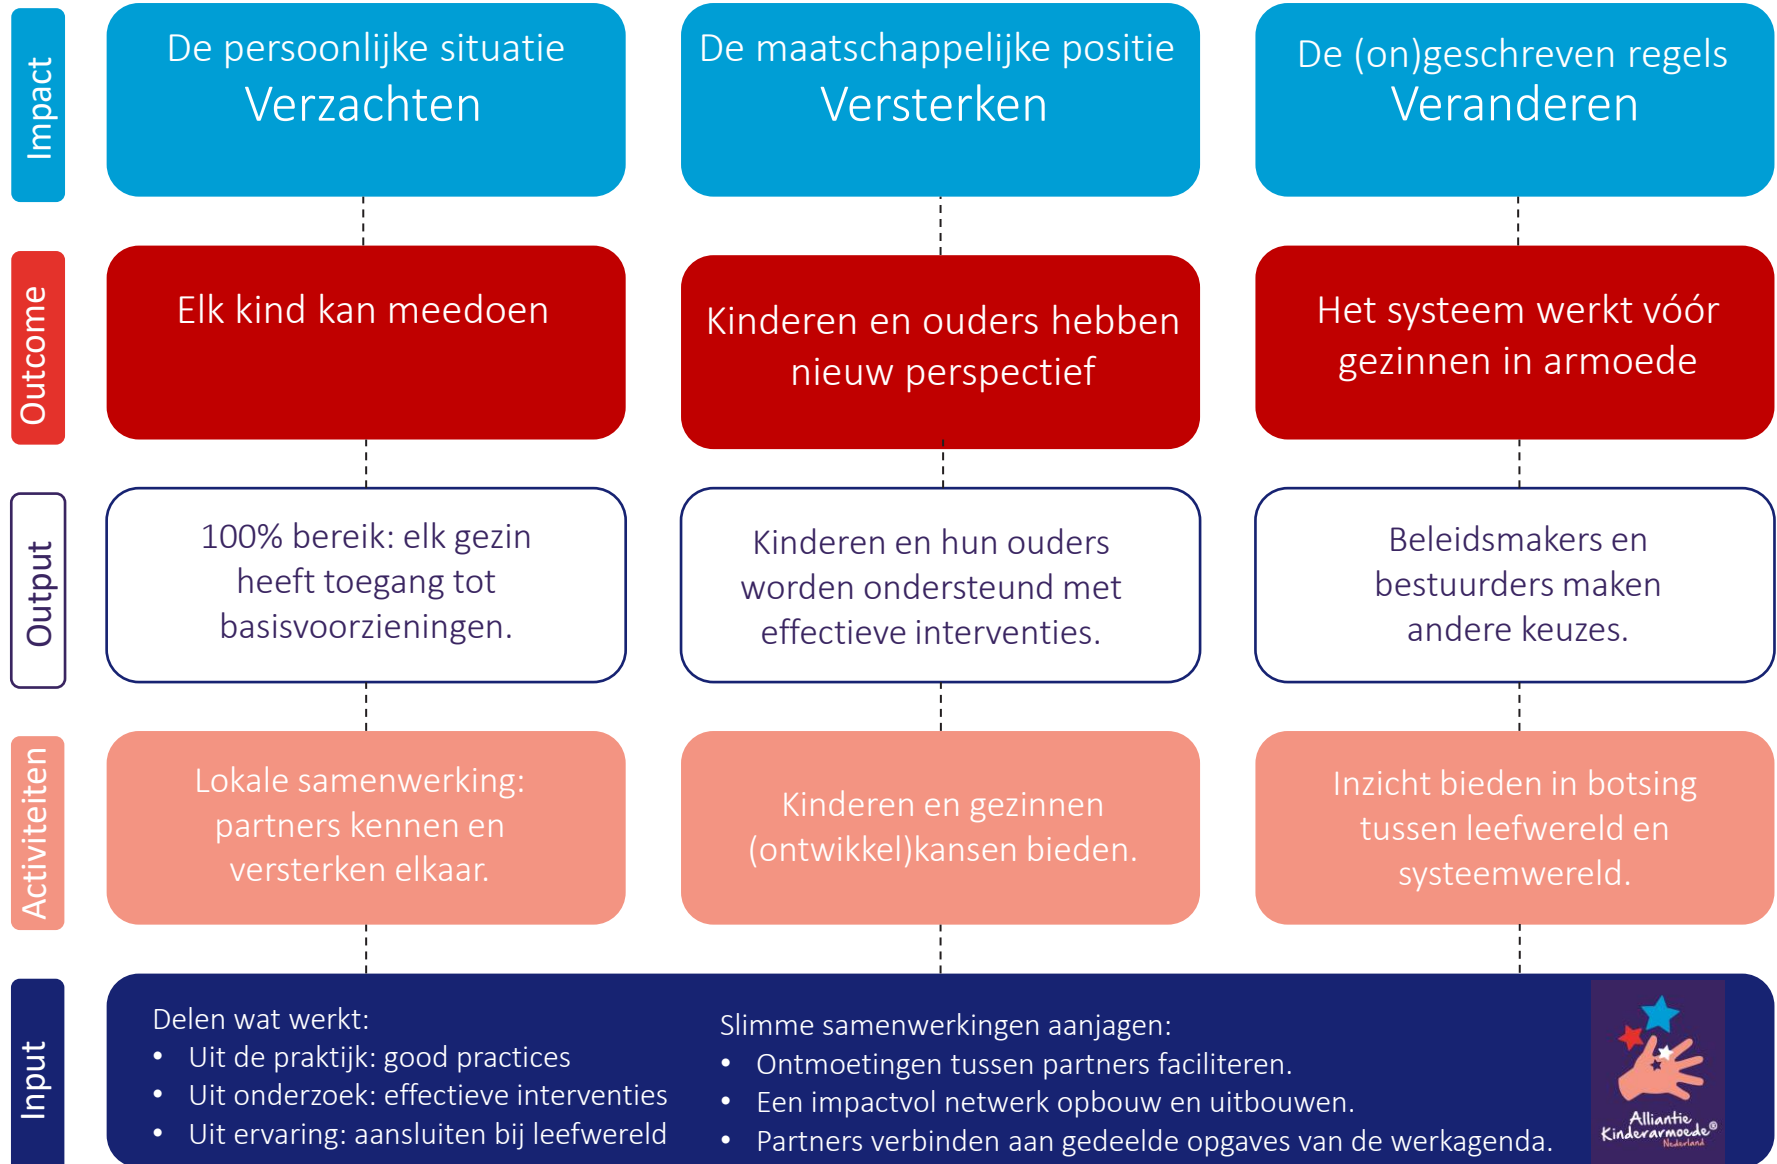 Impact
De persoonlijke situatie
Verzachten
De maatschappelijke positie
Versterken
De (on)geschreven regels
Veranderen
Outcome
Elk kind kan meedoen
Kinderen en ouders hebben
nieuw perspectief
Het systeem werkt vóór
gezinnen in armoede
Output
100% bereik: elk gezin
heeft toegang tot
basisvoorzieningen.
Kinderen en hun ouders
worden ondersteund met
effectieve interventies.
Beleidsmakers en
bestuurders maken
andere keuzes.
Activiteiten
Lokale samenwerking:
partners kennen en
versterken elkaar.
Kinderen en gezinnen
(ontwikkel)kansen bieden.
Inzicht bieden in botsing
tussen leefwereld en
systeemwereld.
Input
Delen wat werkt:
• Uit de praktijk: good practices
• Uit onderzoek: effectieve interventies
• Uit ervaring: aansluiten bij leefwereld
Slimme samenwerkingen aanjagen:
• Ontmoetingen tussen partners faciliteren.
• Een impactvol netwerk opbouw en uitbouwen.
• Partners verbinden aan gedeelde opgaves van de werkagenda.
Alliantie
Kinderarmoede®
Nederland